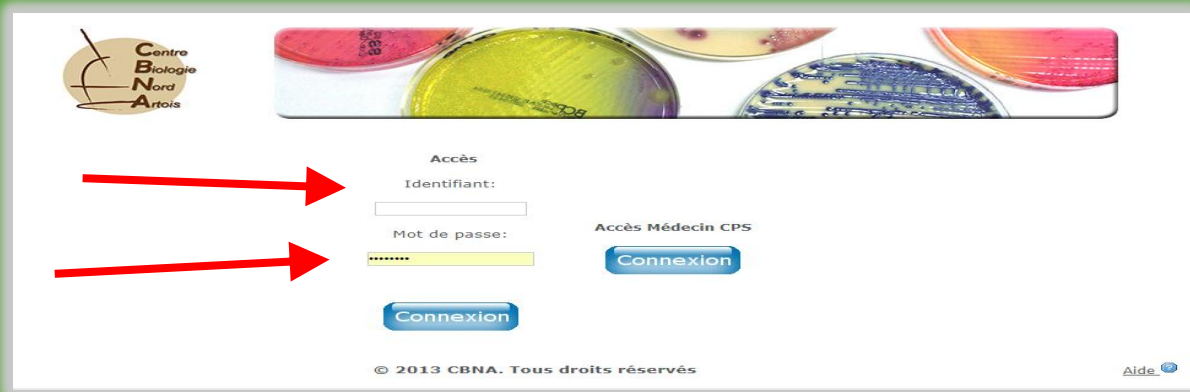 Centre
Biologie
Nord
Artois
BCP
Accès
Identifiant:
Mot de passe:
••••••••
Connexion
Accès Médecin CPS
Connexion
© 2013 CBNA. Tous droits réservés
Aide ?